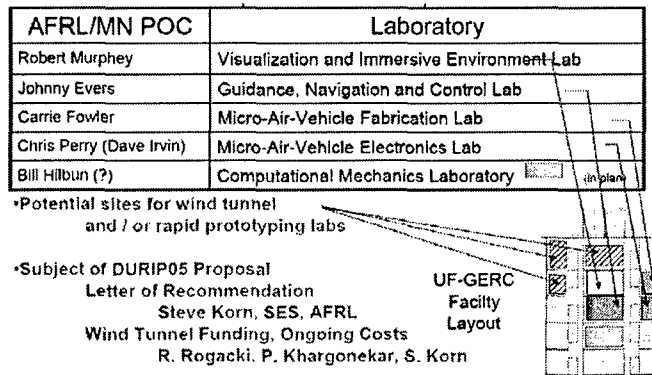 AFRL/MN POC Laboratory
Robert Murphey Visualization and Immersive Environment Lab
Johnny Evers Guidance, Navigation and Control Lab
Carrie Fowler Micro-Air-Vehicle Fabrication Lab
Chris Perry (Dave Irvin) Micro-Air-Vehicle Electronics Lab
Bill Hilbun (?) Computational Mechanics Laboratory (in plan)
•Potential sites for wind tunnel
and / or rapid prototyping labs
•Subject of DURIP05 Proposal
Letter of Recommendation
Steve Korn, SES, AFRL
Wind Tunnel Funding, Ongoing Costs
R. Rogacki, P. Khargonekar, S. Korn
UF-GERC
Facilty
Layout